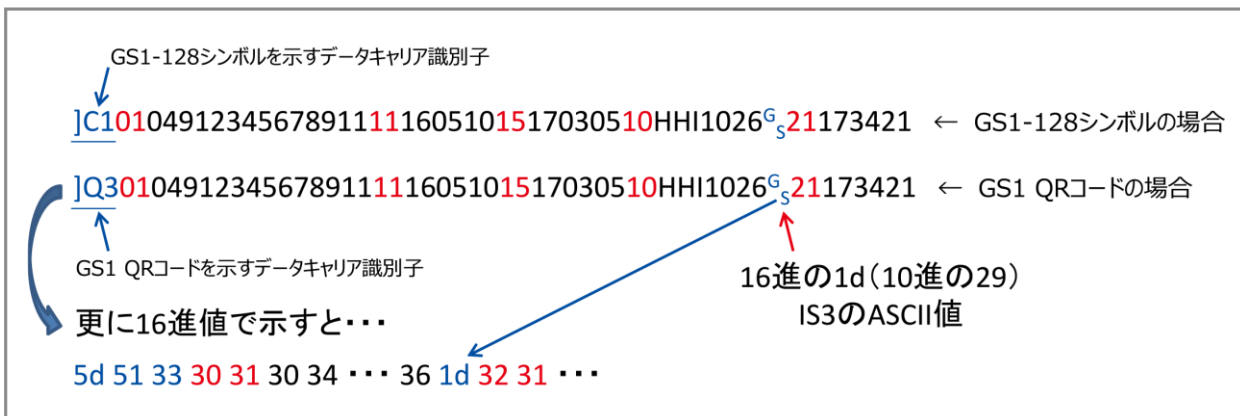 GS1-128シンボルを示すデータキャリア識別子
]C1010491234567891111160510151703051​0HHI1026GS21173421 ← GS1-128シンボルの場合
]Q30104912345678911111605101517030510HHI1026GS21173421 ← GS1 QRコードの場合
GS1 QRコードを示すデータキャリア識別子
16進の1d(10進の29)
IS3のASCII値
更に16進値で示すと・・・
5d 51 33 30 31 30 34 ・・・ 36 1d 32 31 ・・・